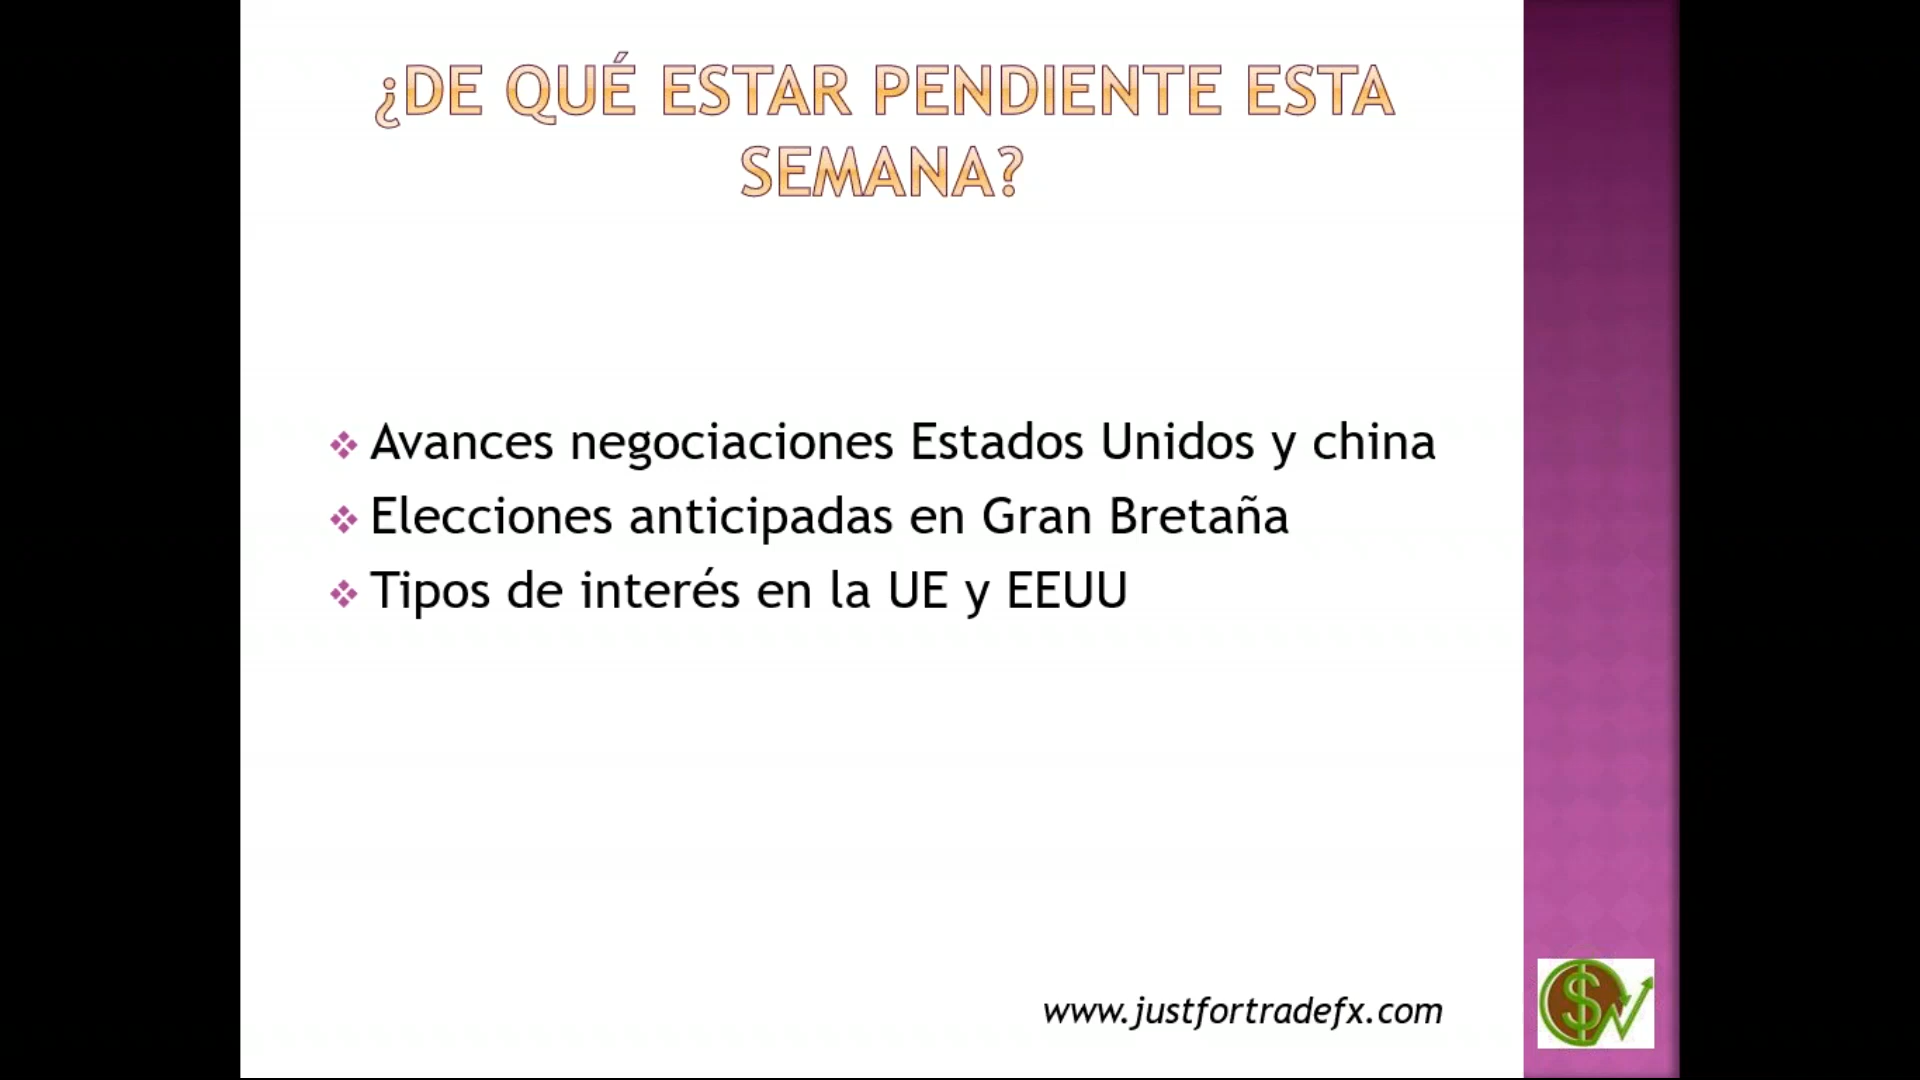 ¿DE QUÉ ESTAR PENDIENTE ESTA
SEMANA?
Avances negociaciones Estados Unidos y china
Elecciones anticipadas en Gran Bretaña
Tipos de interés en la UE y EEUU
www.justfortradefx.com